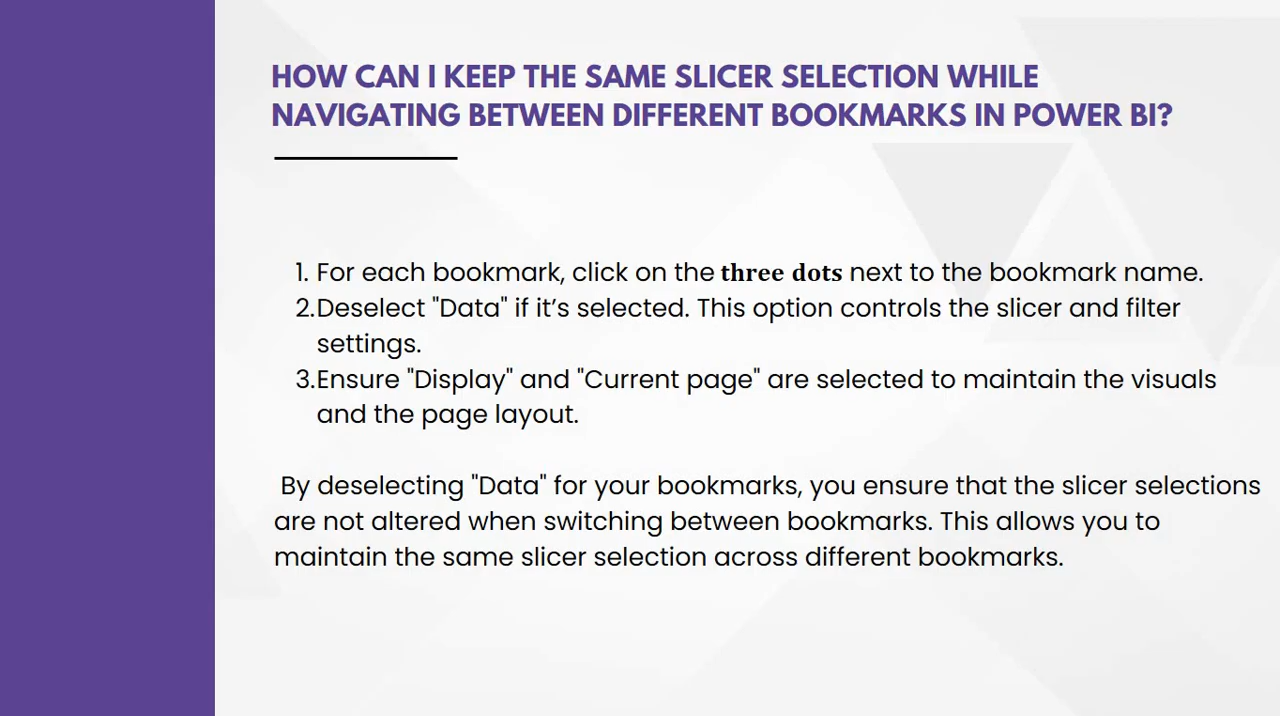 HOW CAN I KEEP THE SAME SLICER SELECTION WHILE
NAVIGATING BETWEEN DIFFERENT BOOKMARKS IN POWER BI?
1. For each bookmark, click on the three dots next to the bookmark name.
2.Deselect "Data" if it’s selected. This option controls the slicer and filter
settings.
3.Ensure "Display" and "Current page" are selected to maintain the visuals
and the page layout.
By deselecting "Data" for your bookmarks, you ensure that the slicer selections
are not altered when switching between bookmarks. This allows you to
maintain the same slicer selection across different bookmarks.